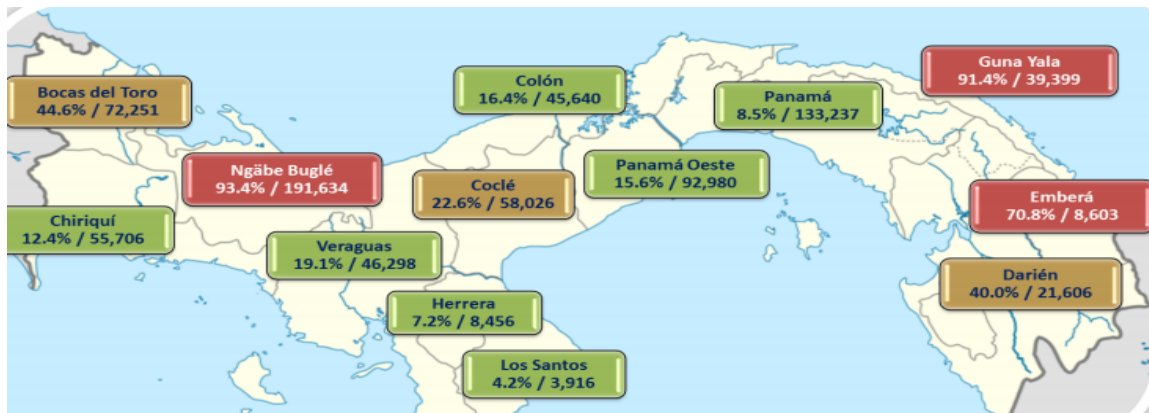 Guna Yala
91.4% / 39,399
Colón
16.4% / 45,640
Bocas del Toro
44.6% / 72,251
Panamá
8.5% / 133,237
Ngäbe Buglé
93.4% / 191,634
Panamá Oeste
15.6% / 92,980
Coclé
22.6% / 58,026
Emberá
70.8% / 8,603
Chiriquí
12.4% / 55,706
Veraguas
19.1% / 46,298
Darién
40.0% / 21,606
Herrera
7.2% / 8,456
Los Santos
4.2% / 3,916